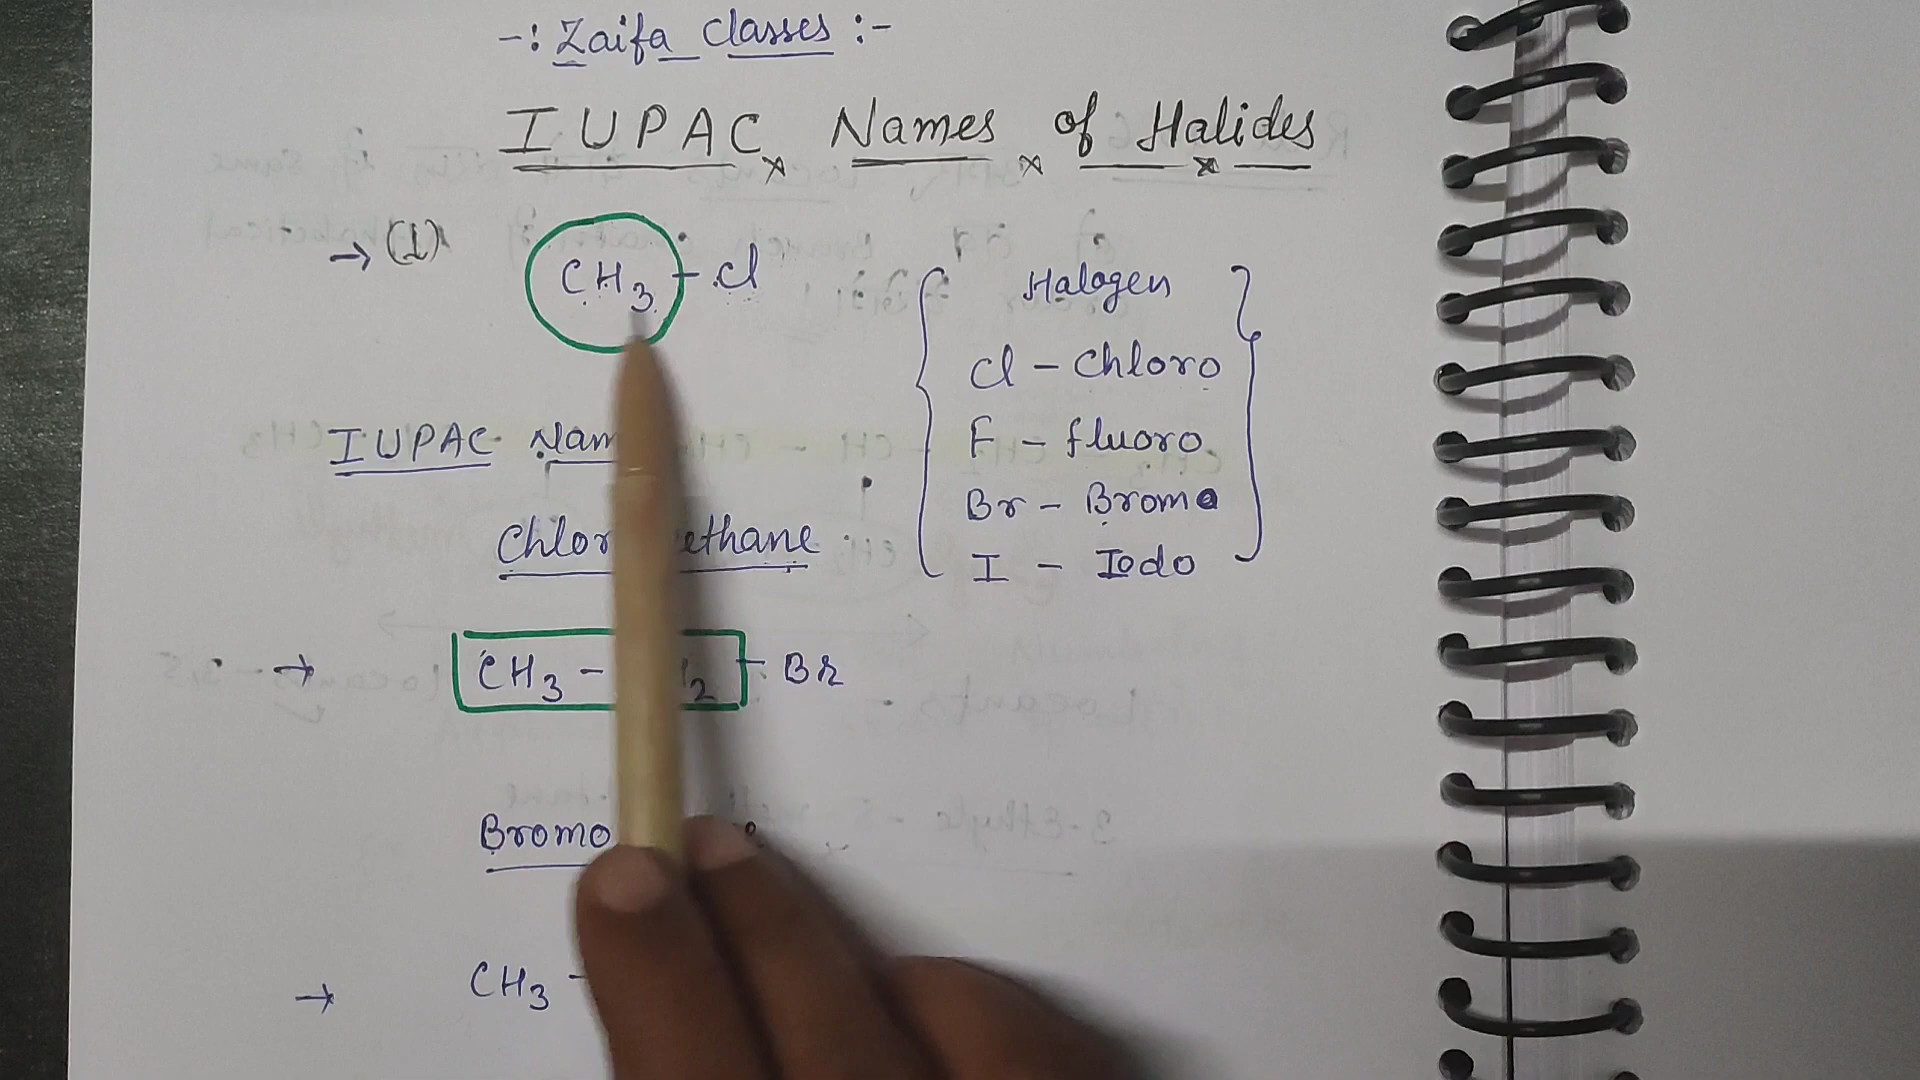 -: Zaifa Classes :-
IUPAC Names of Halides
→ (1)
CH3 - Cl
Halogen
Cl - Chloro
F - fluoro
Br - Bromo
I - Iodo
IUPAC
→ CH3 - Br
Bromo
→ CH3 -